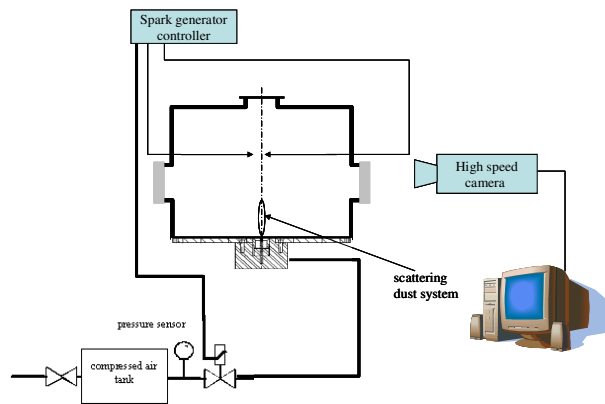 Spark generator
controller
High speed
camera
scattering
dust system
pressure sensor
compressed air
tank